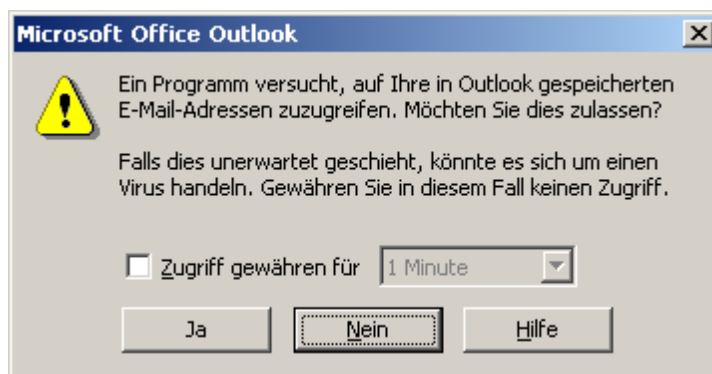 Microsoft Office Outlook
Ein Programm versucht, auf Ihre in Outlook gespeicherten
E-Mail-Adressen zuzugreifen. Möchten Sie dies zulassen?
Falls dies unerwartet geschieht, könnte es sich um einen
Virus handeln. Gewähren Sie in diesem Fall keinen Zugriff.
Zugriff gewähren für 1 Minute
Ja Nein Hilfe